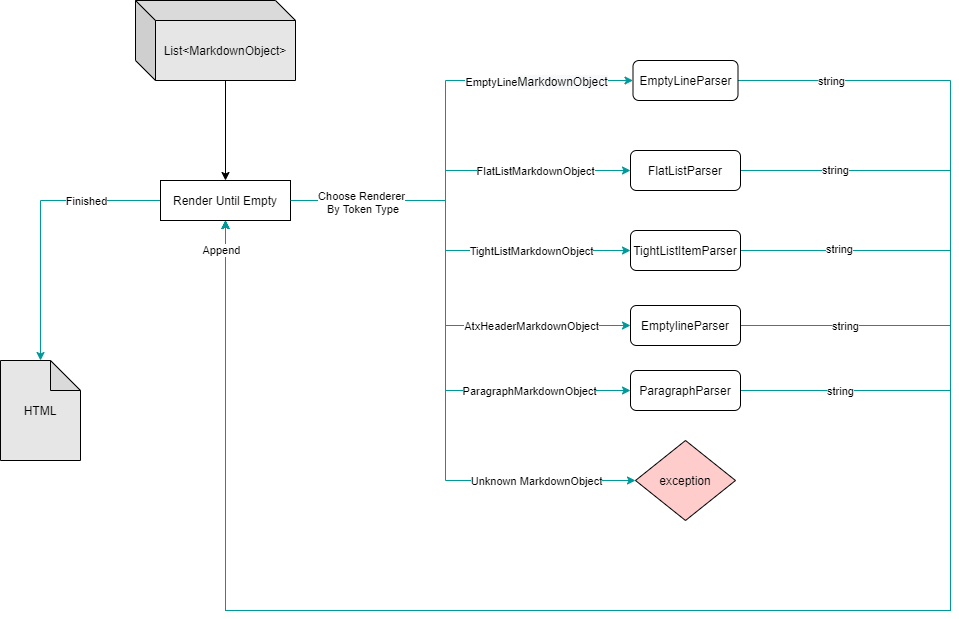 List<MarkdownObject>
EmptyLineMarkdownObject
EmptyLineParser
string
FlatListMarkdownObject
FlatListParser
string
Finished
Render Until Empty
Choose Renderer
By Token Type
Append
TightListMarkdownObject
TightListItemParser
string
AtxHeaderMarkdownObject
EmptylineParser
string
ParagraphMarkdownObject
ParagraphParser
string
HTML
Unknown MarkdownObject
exception